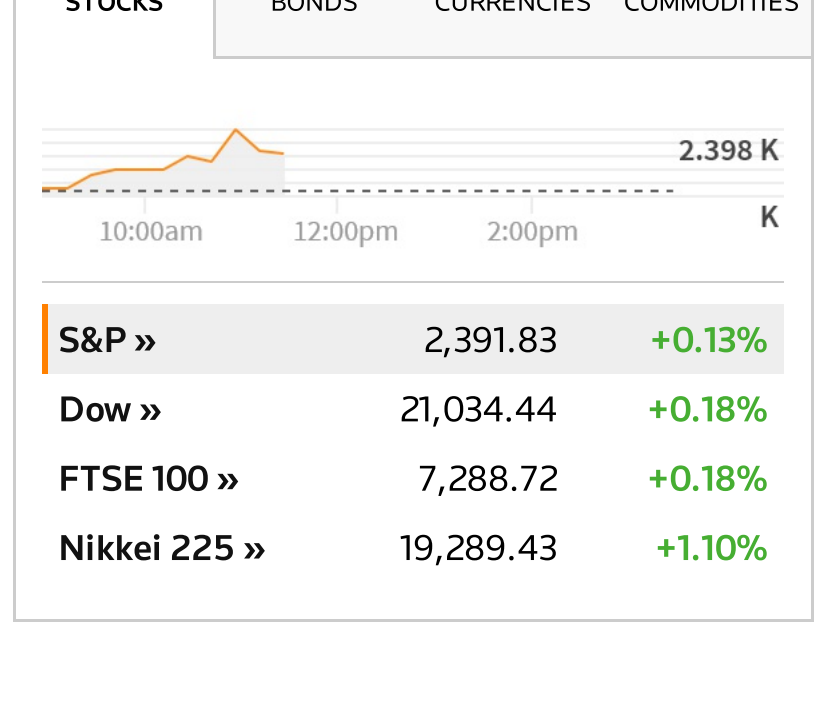 STOCKS BONDS CURRENCIES COMMODITIES
2.398 K
K
10:00am 12:00pm 2:00pm
S&P » 2,391.83 +0.13%
Dow » 21,034.44 +0.18%
FTSE 100 » 7,288.72 +0.18%
Nikkei 225 » 19,289.43 +1.10%